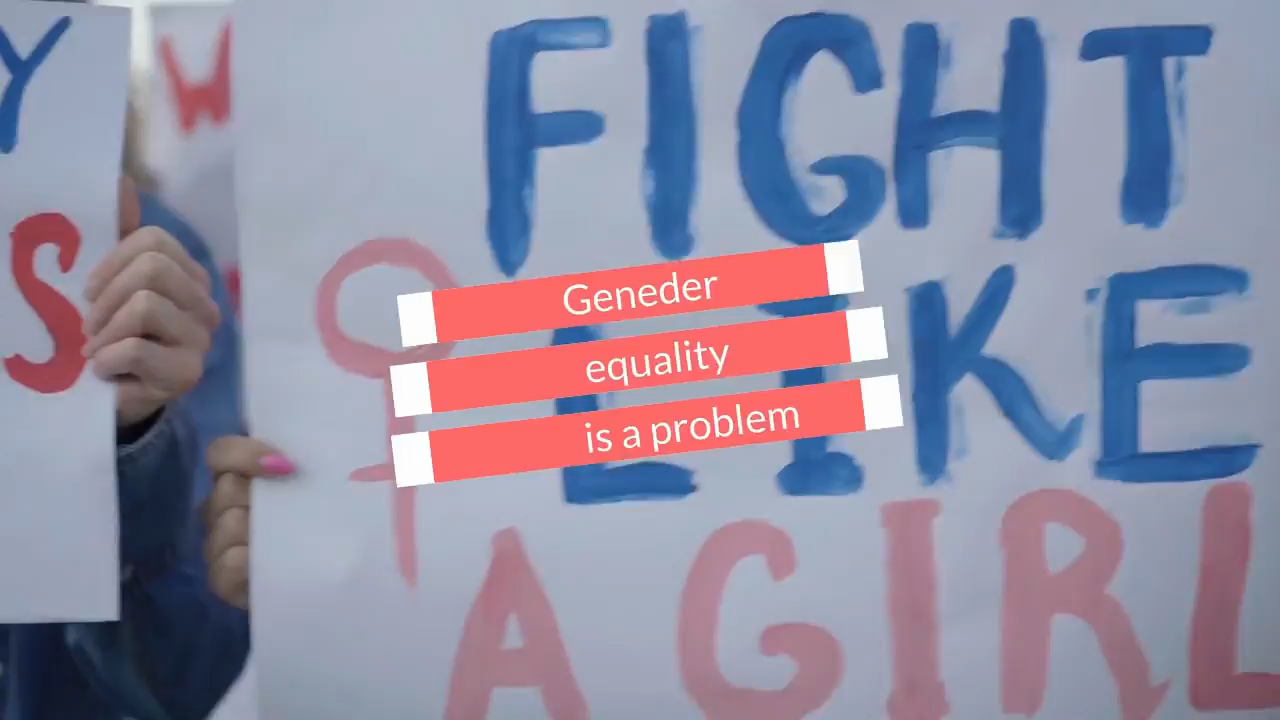 Y
S
W
FIGHT
LIKE
A GIRL
Geneder
equality
is a problem